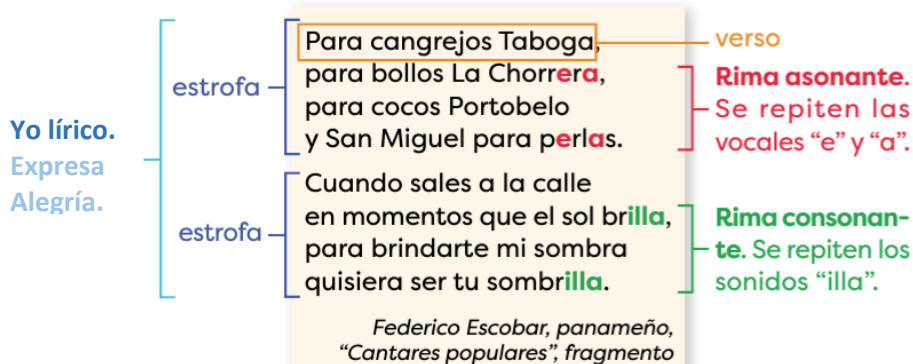 Yo lírico.
Expresa
Alegría.
estrofa
Para cangrejos Taboga,
para bollos La Chorrera,
para cocos Portobelo
y San Miguel para perlas.
verso
Rima asonante.
Se repiten las
vocales “e” y “a”.
estrofa
Cuando sales a la calle
en momentos que el sol brilla,
para brindarte mi sombra
quisiera ser tu sombrilla.
Rima consonan-
te. Se repiten los
sonidos “illa”.
Federico Escobar, panameño,
“Cantares populares”, fragmento